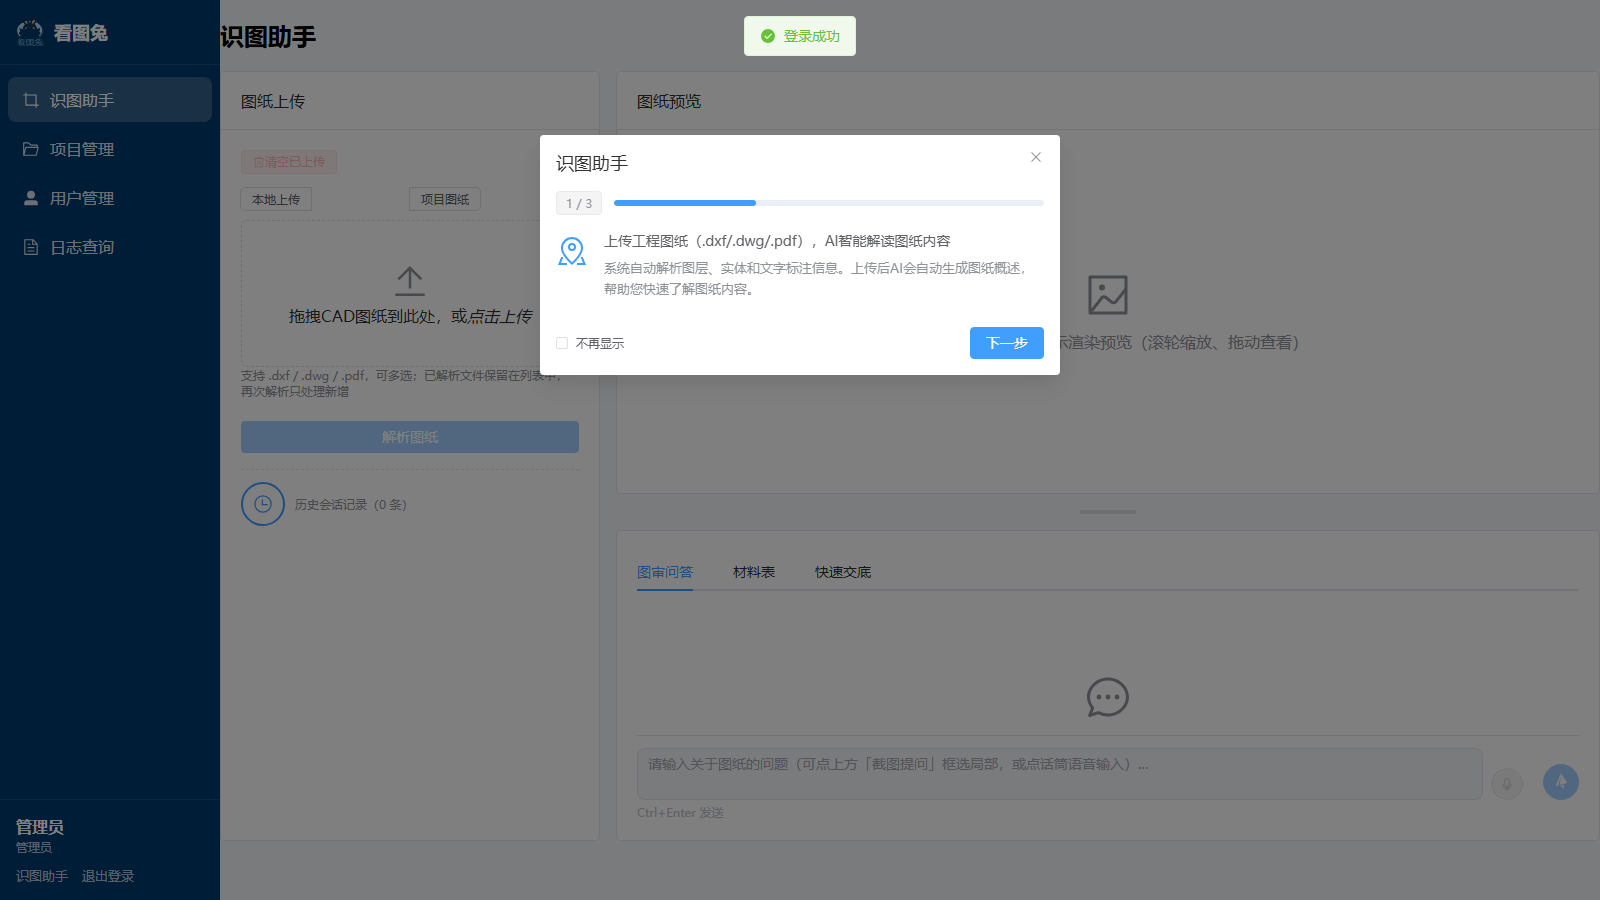 看图兔
看图兔
识图助手
项目管理
用户管理
日志查询
管理员
管理员
识图助手 退出登录
识图助手
登录成功
图纸上传
清空已上传
本地上传 项目图纸
拖拽CAD图纸到此处，或点击上传
支持 .dxf / .dwg / .pdf，可多选；已解析文件保留在列表中，
再次解析只处理新增
解析图纸
历史会话记录（0 条）
图纸预览
示渲染预览（滚轮缩放、拖动查看）
识图助手
1 / 3
上传工程图纸（.dxf/.dwg/.pdf），AI智能解读图纸内容
系统自动解析图层、实体和文字标注信息。上传后AI会自动生成图纸概述，
帮助您快速了解图纸内容。
不再显示
下一步
图审问答 材料表 快速交底
请输入关于图纸的问题（可点上方「截图提问」框选局部，或点话筒语音输入）...
Ctrl+Enter 发送